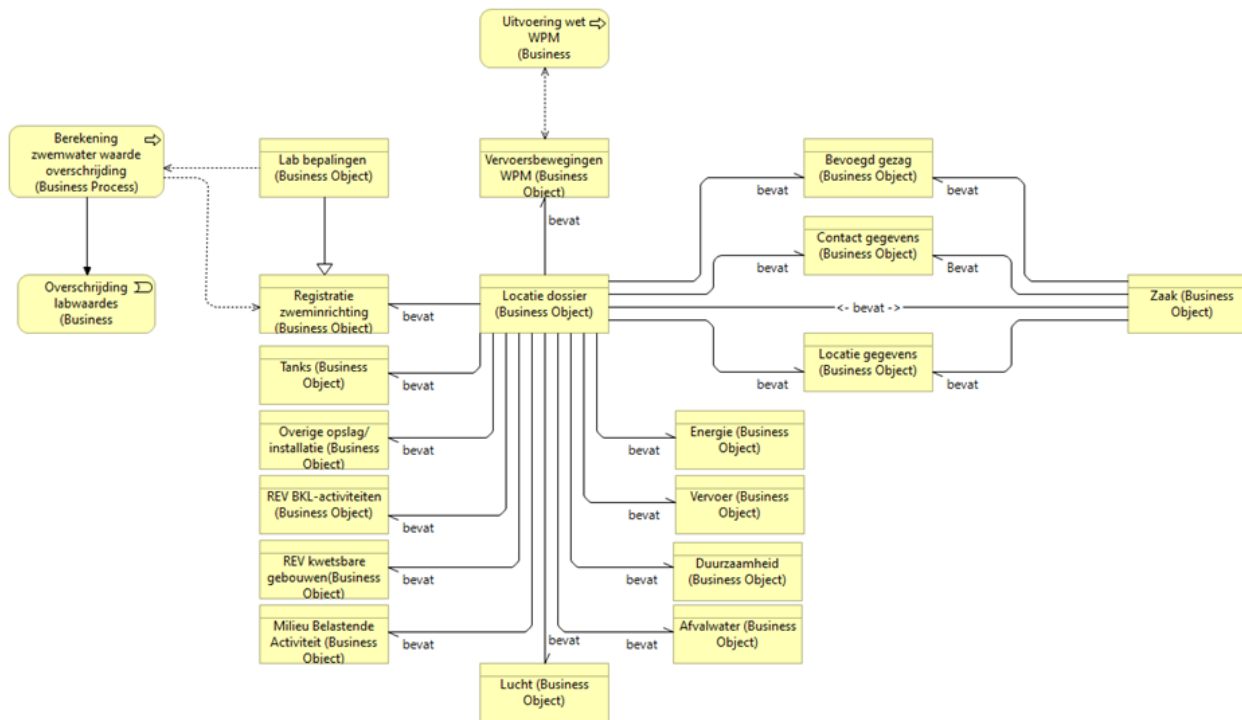 Uitvoering wet
WPM
(Business
Berekening
zwemwater waarde
overschrijding
(Business Process)
Lab bepalingen
(Business Object)
Vervoersbewegingen
WPM (Business
Object)
Bevoegd gezag
(Business Object)
bevat
bevat
bevat
Contact gegevens
(Business Object)
bevat
Bevat
Overschrijding
labwaardes
(Business
Registratie
zweminrichting
(Business Object)
bevat
Locatie dossier
(Business Object)
<- bevat ->
Zaak (Business
Object)
Locatie gegevens
(Business Object)
bevat
bevat
Tanks (Business
Object)
bevat
Overige opslag/
installatie (Business
Object)
bevat
Energie (Business
Object)
bevat
REV BKL-activiteiten
(Business Object)
bevat
Vervoer (Business
Object)
bevat
REV kwetsbare
gebouwen(Business
Object)
bevat
Duurzaamheid
(Business Object)
bevat
Milieu Belastende
Activiteit (Business
Object)
bevat
Afvalwater (Business
Object)
bevat
bevat
Lucht (Business
Object)